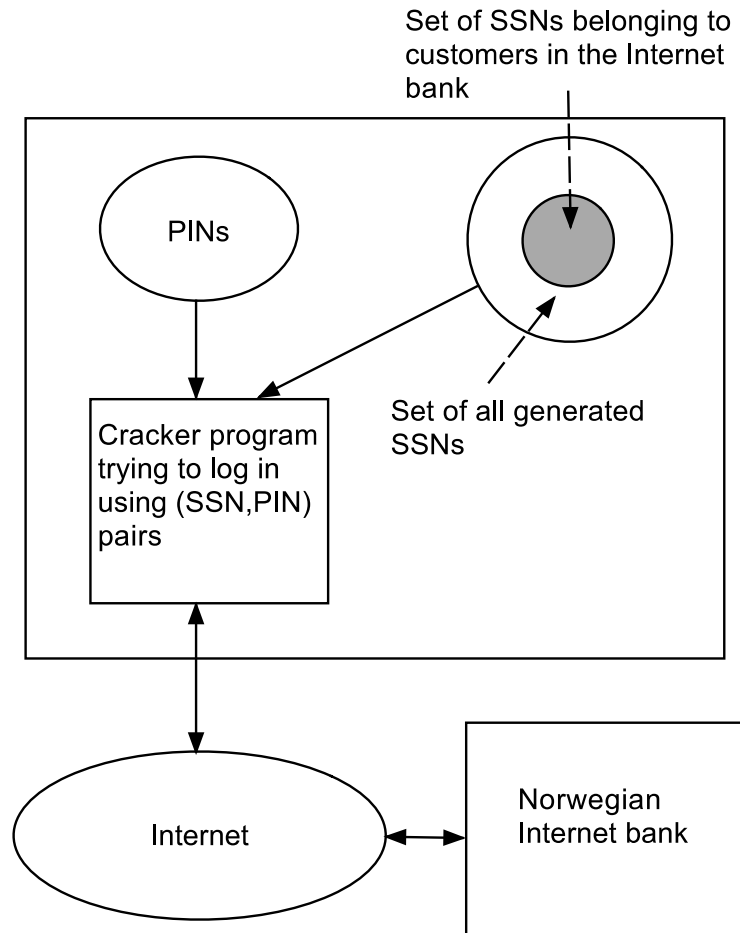 Set of SSNs belonging to
customers in the Internet
bank
PINs
Set of all generated
SSNs
Cracker program
trying to log in
using (SSN,PIN)
pairs
Internet
Norwegian
Internet bank